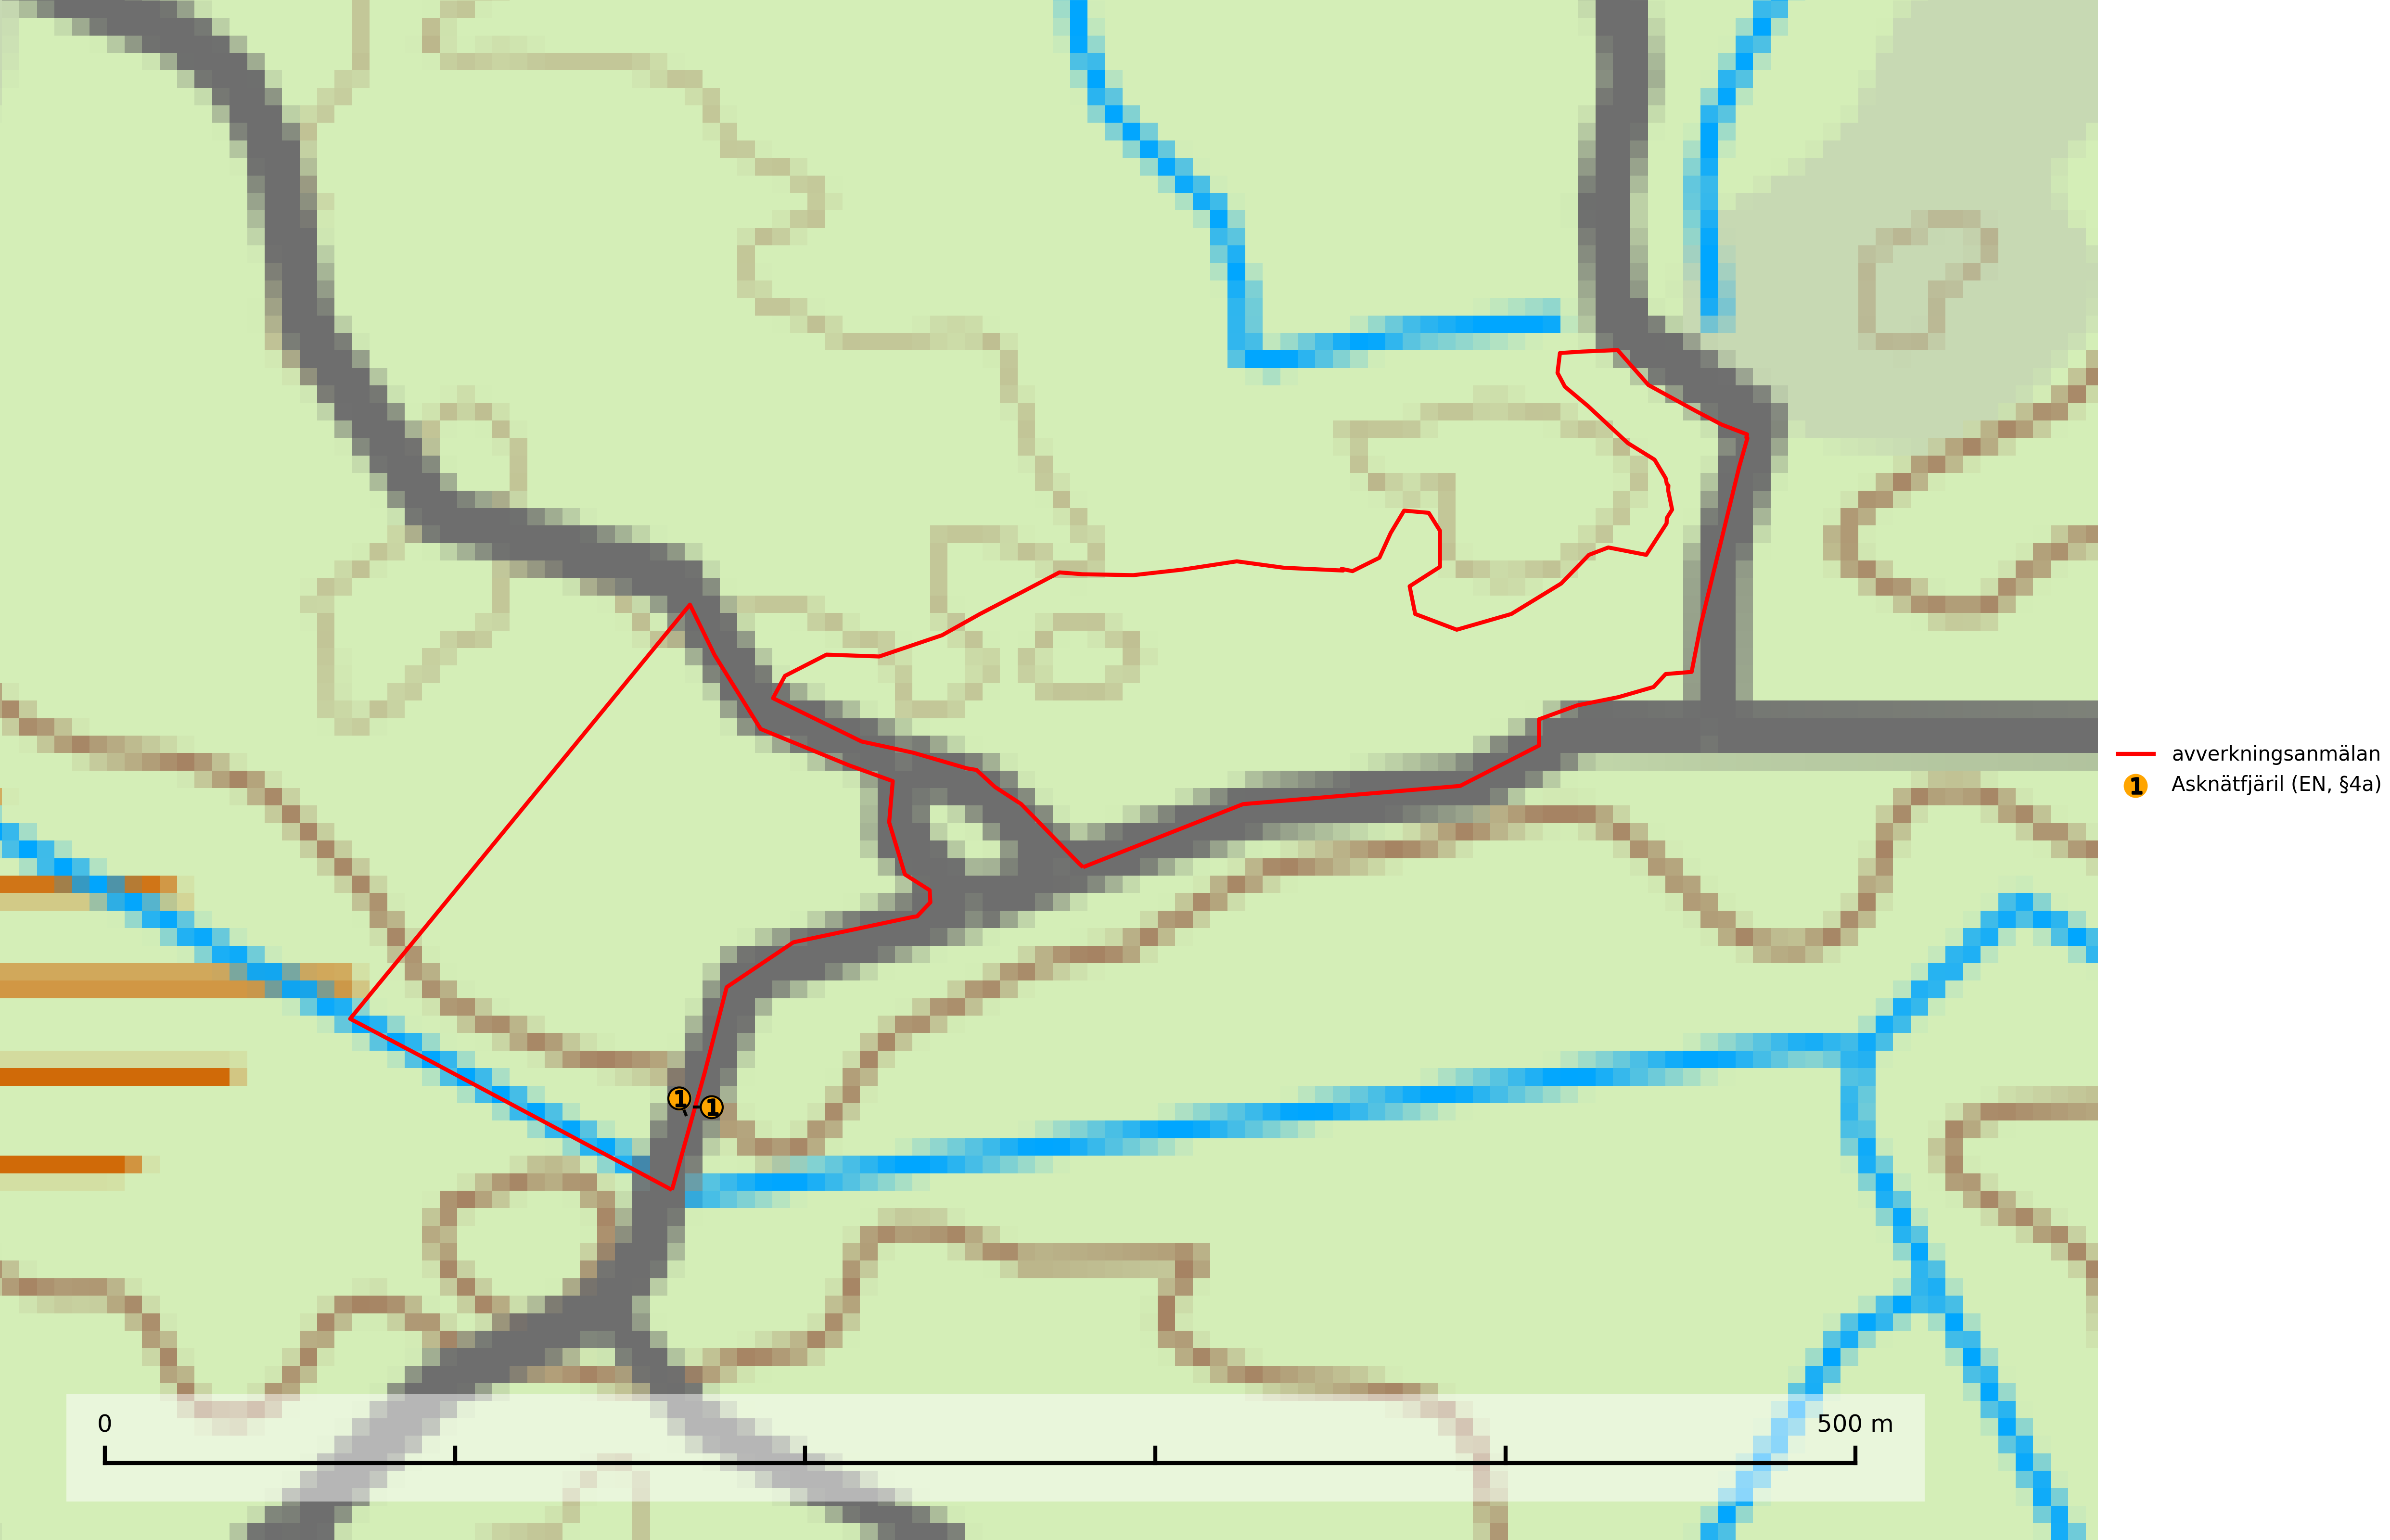 avverkningsanmälan
1 Asknätfjäril (EN, §4a)
1 1
0 500 m